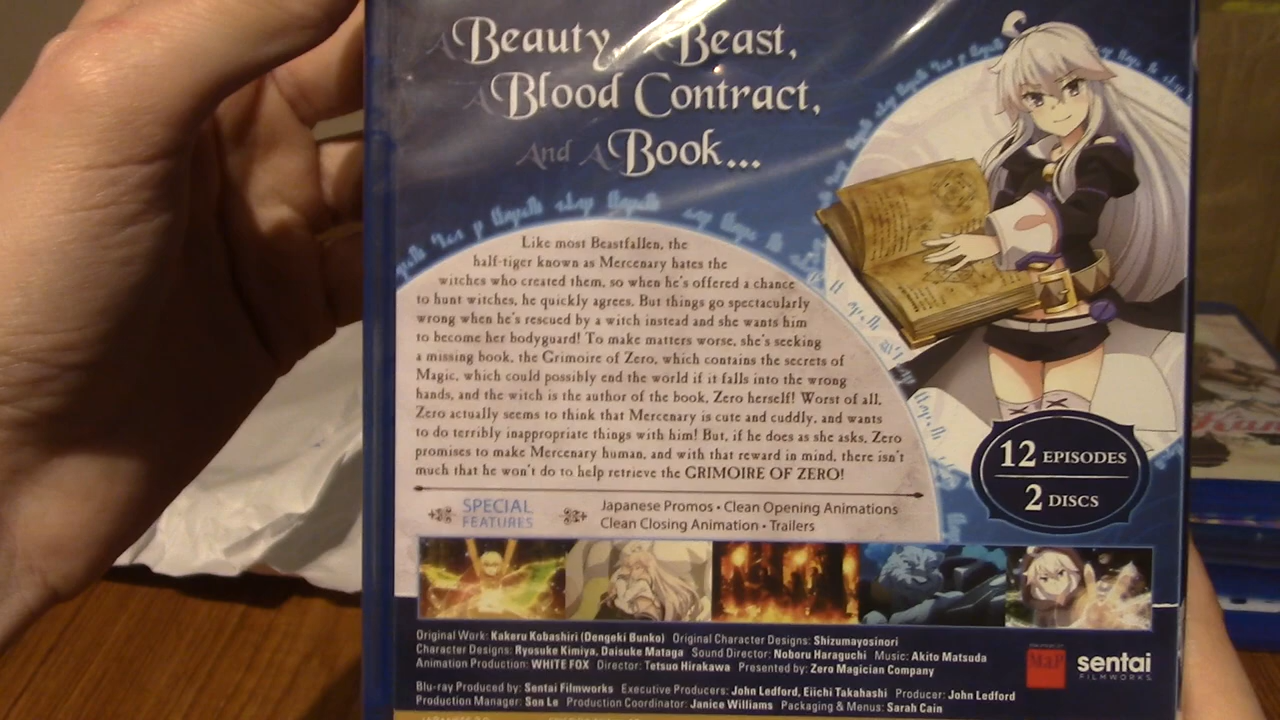 A Beauty, A Beast,
A Blood Contract,
And A Book...
Like most Beastfallen, the
half-tiger known as Mercenary hates the
witches who created them, so when he's offered a chance
to hunt witches, he quickly agrees. But things go spectacularly
wrong when he's rescued by a witch instead and she wants him
to become her bodyguard! To make matters worse, she's seeking
a missing book, the Grimoire of Zero, which contains the secrets of
Magic, which could possibly end the world if it falls into the wrong
hands, and the witch is the author of the book, Zero herself! Worst of all,
Zero actually seems to think that Mercenary is cute and cuddly, and wants
to do terribly inappropriate things with him! But, if he does as she asks, Zero
promises to make Mercenary human, and with that reward in mind, there isn't
much that he won't do to help retrieve the GRIMOIRE OF ZERO!
12 EPISODES
2 DISCS
SPECIAL
FEATURES
Japanese Promos • Clean Opening Animations
Clean Closing Animation • Trailers
Original Work: Kakeru Kobashiri (Dengeki Bunko) Original Character Designs: Shizumayosinori
Character Designs: Ryosuke Kimiya, Daisuke Mataga Sound Director: Noboru Haraguchi Music: Akito Matsuda
Animation Production: WHITE FOX Director: Tetsuo Hirakawa Presented by: Zero Magician Company
Blu-ray Produced by: Sentai Filmworks Executive Producers: John Ledford, Eiichi Takahashi Producer: John Ledford
Production Manager: Son Le Production Coordinator: Janice Williams Packaging & Menus: Sarah Cain
MaP
sentai
FILMWORKS